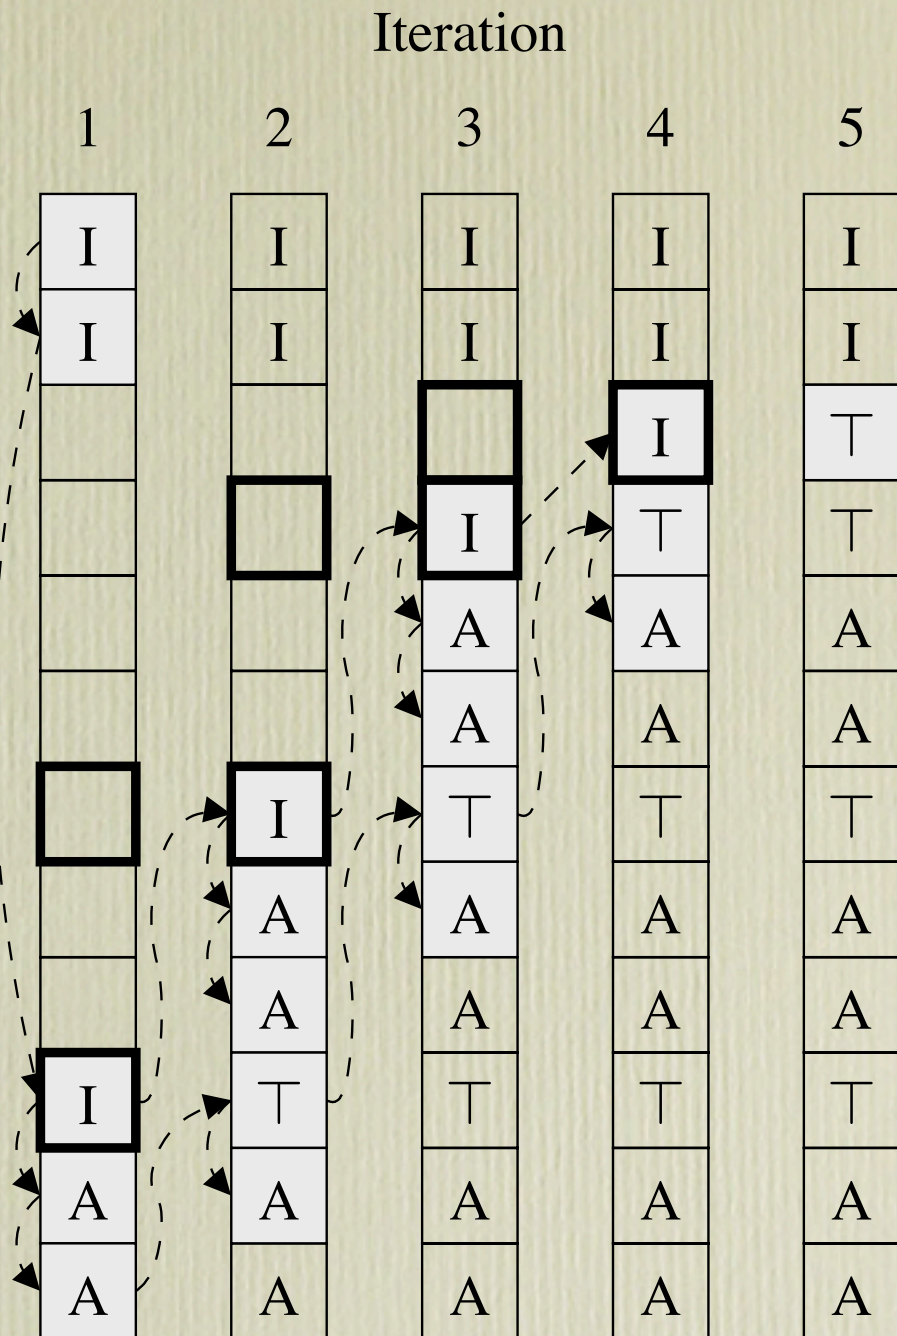 Iteration
1 2 3 4 5
I I I I I
I I I I I
I ⊤
I ⊤ ⊤
A A A
A A A
I ⊤ ⊤ ⊤
A A A A
A A A A
I ⊤ ⊤ ⊤ ⊤
A A A A A
A A A A A